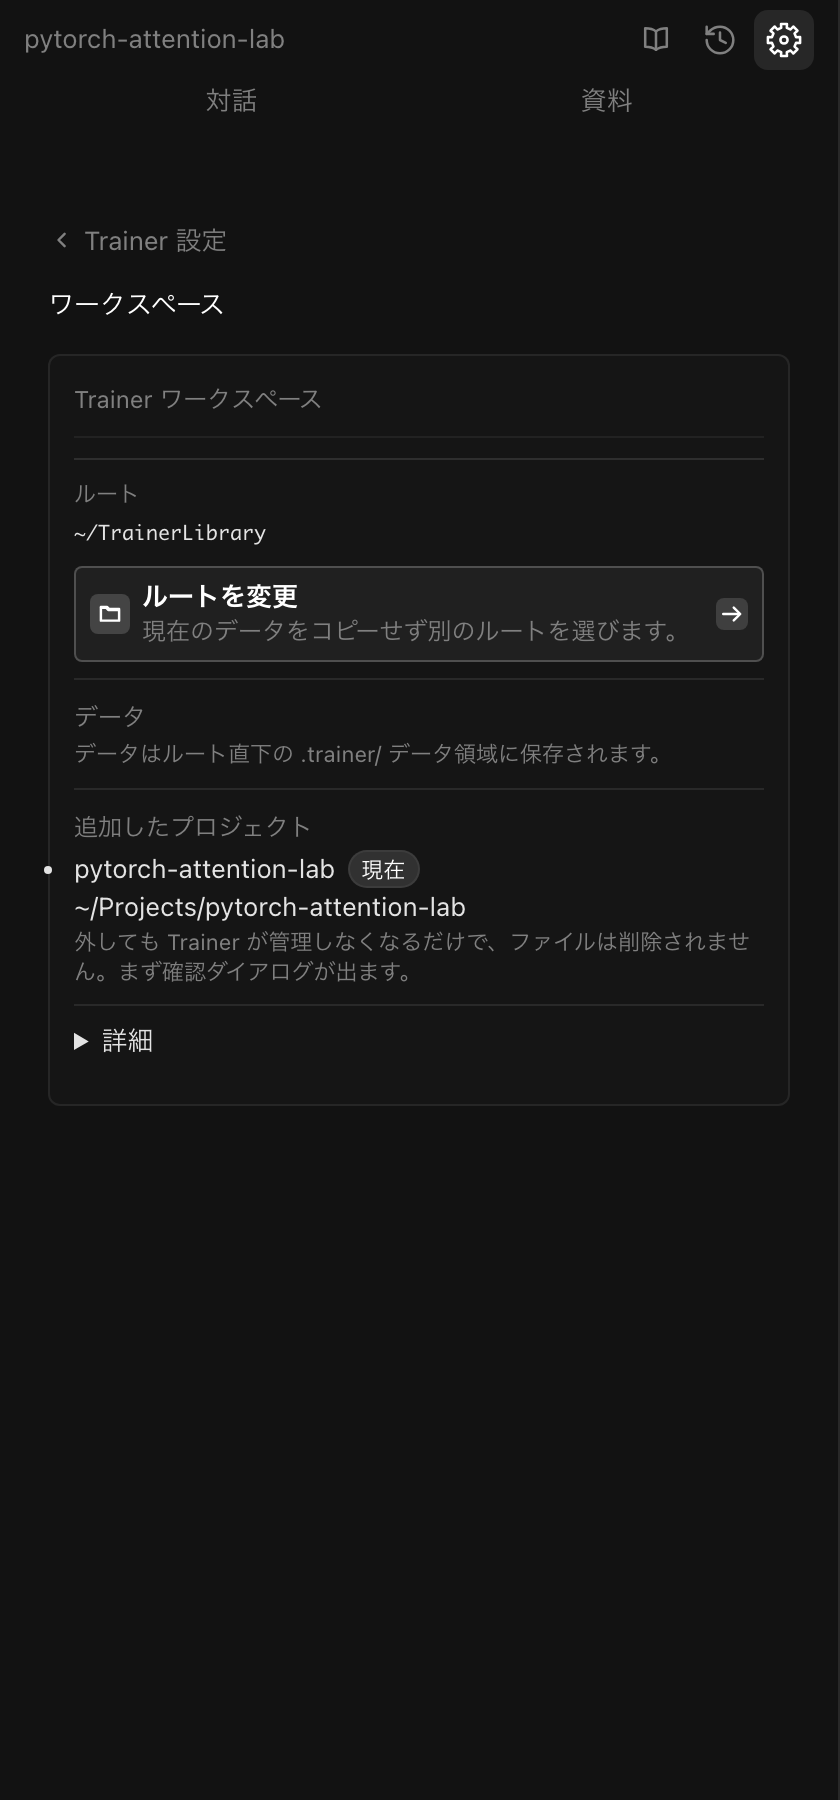 pytorch-attention-lab
対話
資料
Trainer 設定
ワークスペース
Trainer ワークスペース
ルート
~/TrainerLibrary
ルートを変更
現在のデータをコピーせず別のルートを選びます。
データ
データはルート直下の .trainer/ データ領域に保存されます。
追加したプロジェクト
pytorch-attention-lab 現在
~/Projects/pytorch-attention-lab
外しても Trainer が管理しなくなるだけで、ファイルは削除されませ
ん。まず確認ダイアログが出ます。
詳細